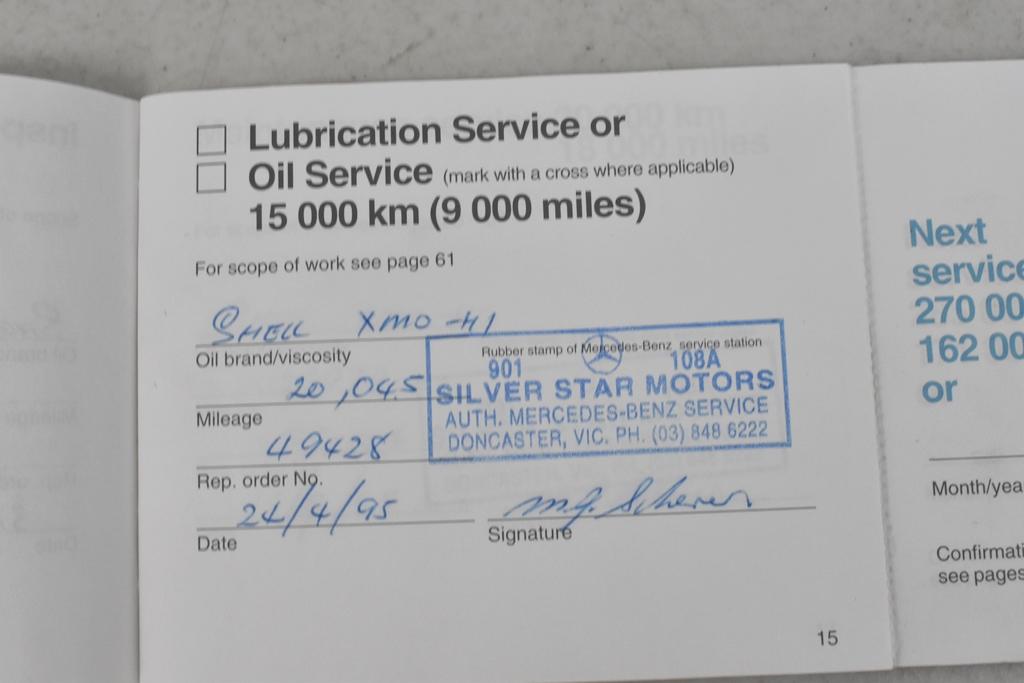 Lubrication Service or
Oil Service (mark with a cross where applicable)
15 000 km (9 000 miles)
For scope of work see page 61
SHELL XMO-41
Oil brand/viscosity
20,045
Mileage
49428
Rep. order No.
24/4/95
Date
Rubber stamp of Mercedes-Benz service station
901 108A
SILVER STAR MOTORS
AUTH. MERCEDES-BENZ SERVICE
DONCASTER, VIC. PH. (03) 848 6222
Signature
15
Next
service
270 00
162 00
or
Month/yea
Confirmati
see pages